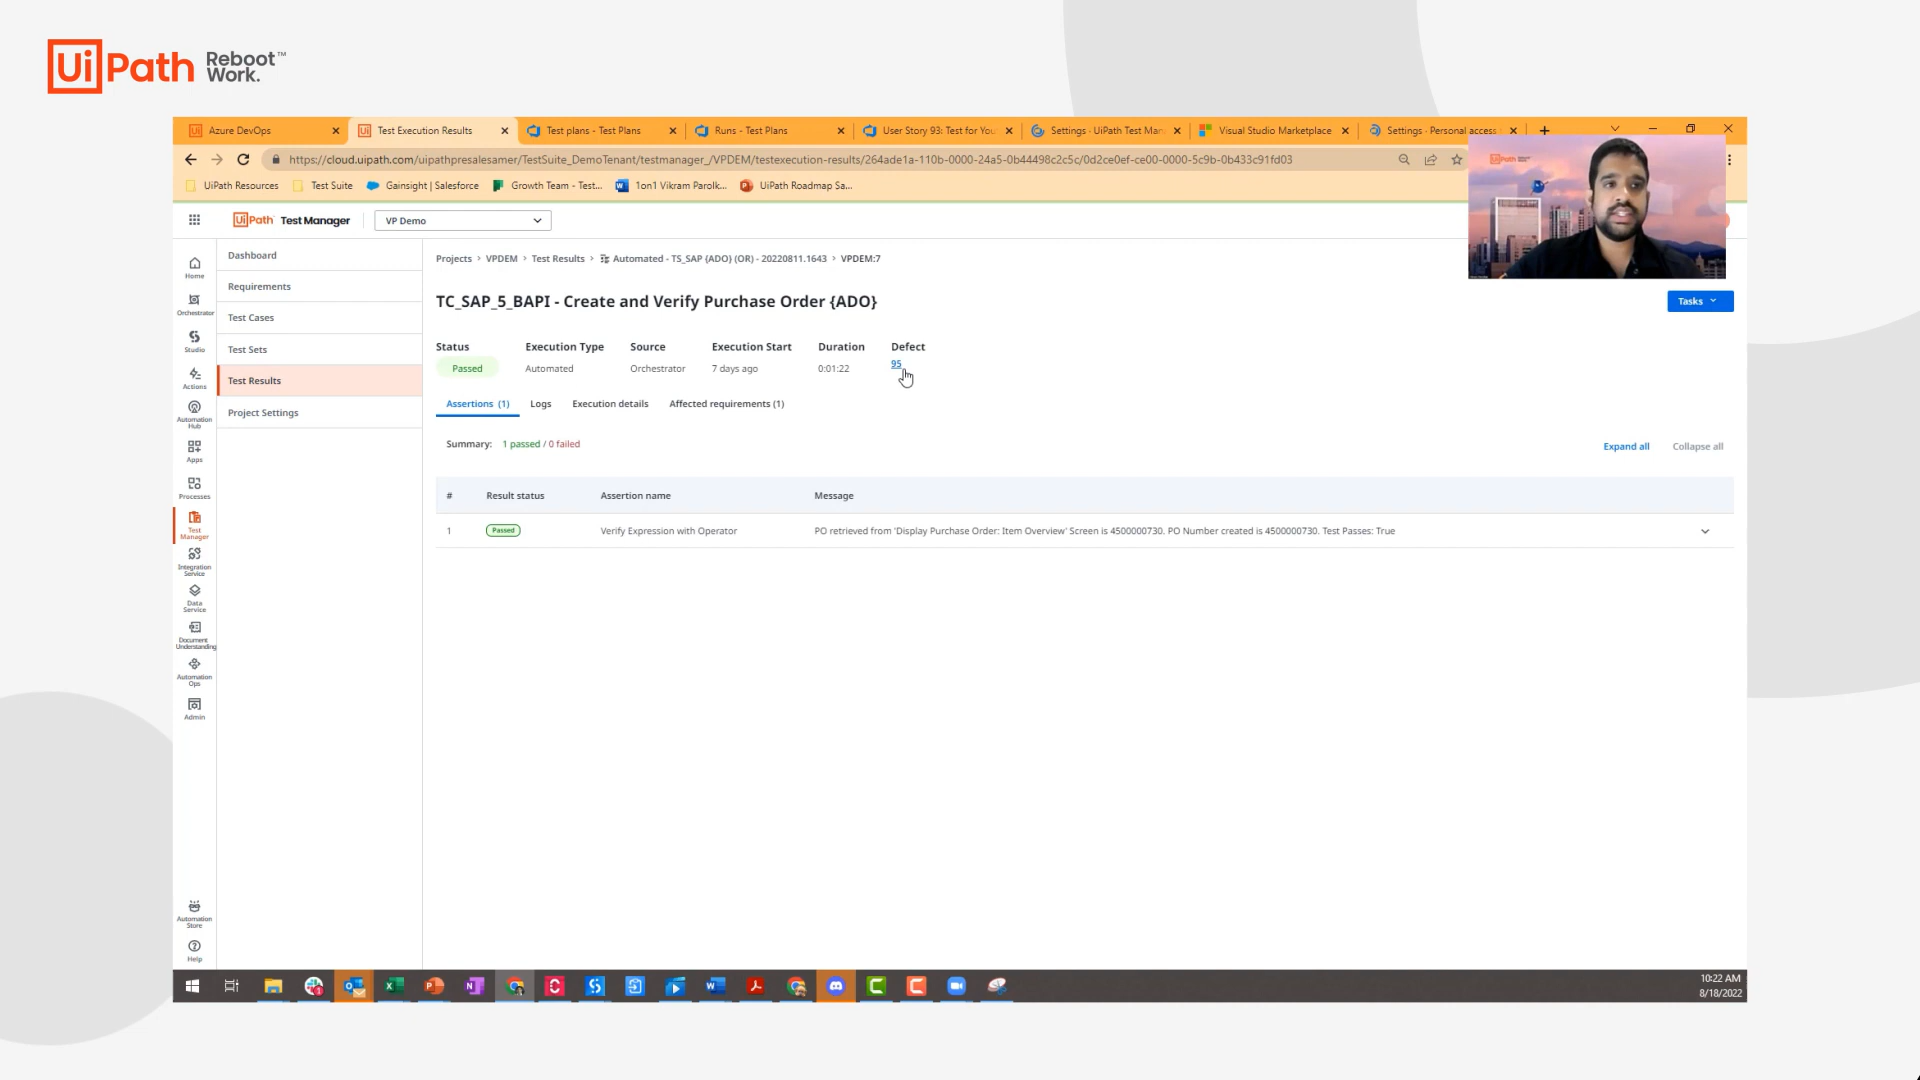 UiPath Reboot Work.™
Azure DevOps
Test Execution Results
Test plans - Test Plans
Runs - Test Plans
User Story 93: Test for You
Settings - UiPath Test Man
Visual Studio Marketplace
Settings - Personal access
https://cloud.uipath.com/uipathpresalesamer/TestSuite_DemoTenant/testmanager_/VPDEM/testexecution-results/264ade1a-110b-0000-24a5-0b44498c2c5c/0d2ce0ef-ce00-0000-5c9b-0b433c91fd03
UiPath Resources
Test Suite
Gainsight | Salesforce
Growth Team - Test...
1on1 Vikram Parolk...
UiPath Roadmap Sa...
UiPath Test Manager
VP Demo
Home
Orchestrator
Studio
Actions
Automation Hub
Apps
Processes
Test Manager
Integration Service
Data Service
Document Understanding
Automation Ops
Admin
Automation Store
Help
Dashboard
Requirements
Test Cases
Test Sets
Test Results
Project Settings
Projects > VPDEM > Test Results > Automated - TS_SAP {ADO} (OR) - 20220811.1643 > VPDEM:7
TC_SAP_5_BAPI - Create and Verify Purchase Order {ADO}
Tasks
Status Execution Type Source Execution Start Duration Defect
Passed Automated Orchestrator 7 days ago 0:01:22 95
Assertions (1) Logs Execution details Affected requirements (1)
Summary: 1 passed / 0 failed
Expand all Collapse all
# Result status Assertion name Message
1 Passed Verify Expression with Operator PO retrieved from 'Display Purchase Order: Item Overview' Screen is 4500000730. PO Number created is 4500000730. Test Passes: True
10:22 AM
8/18/2022